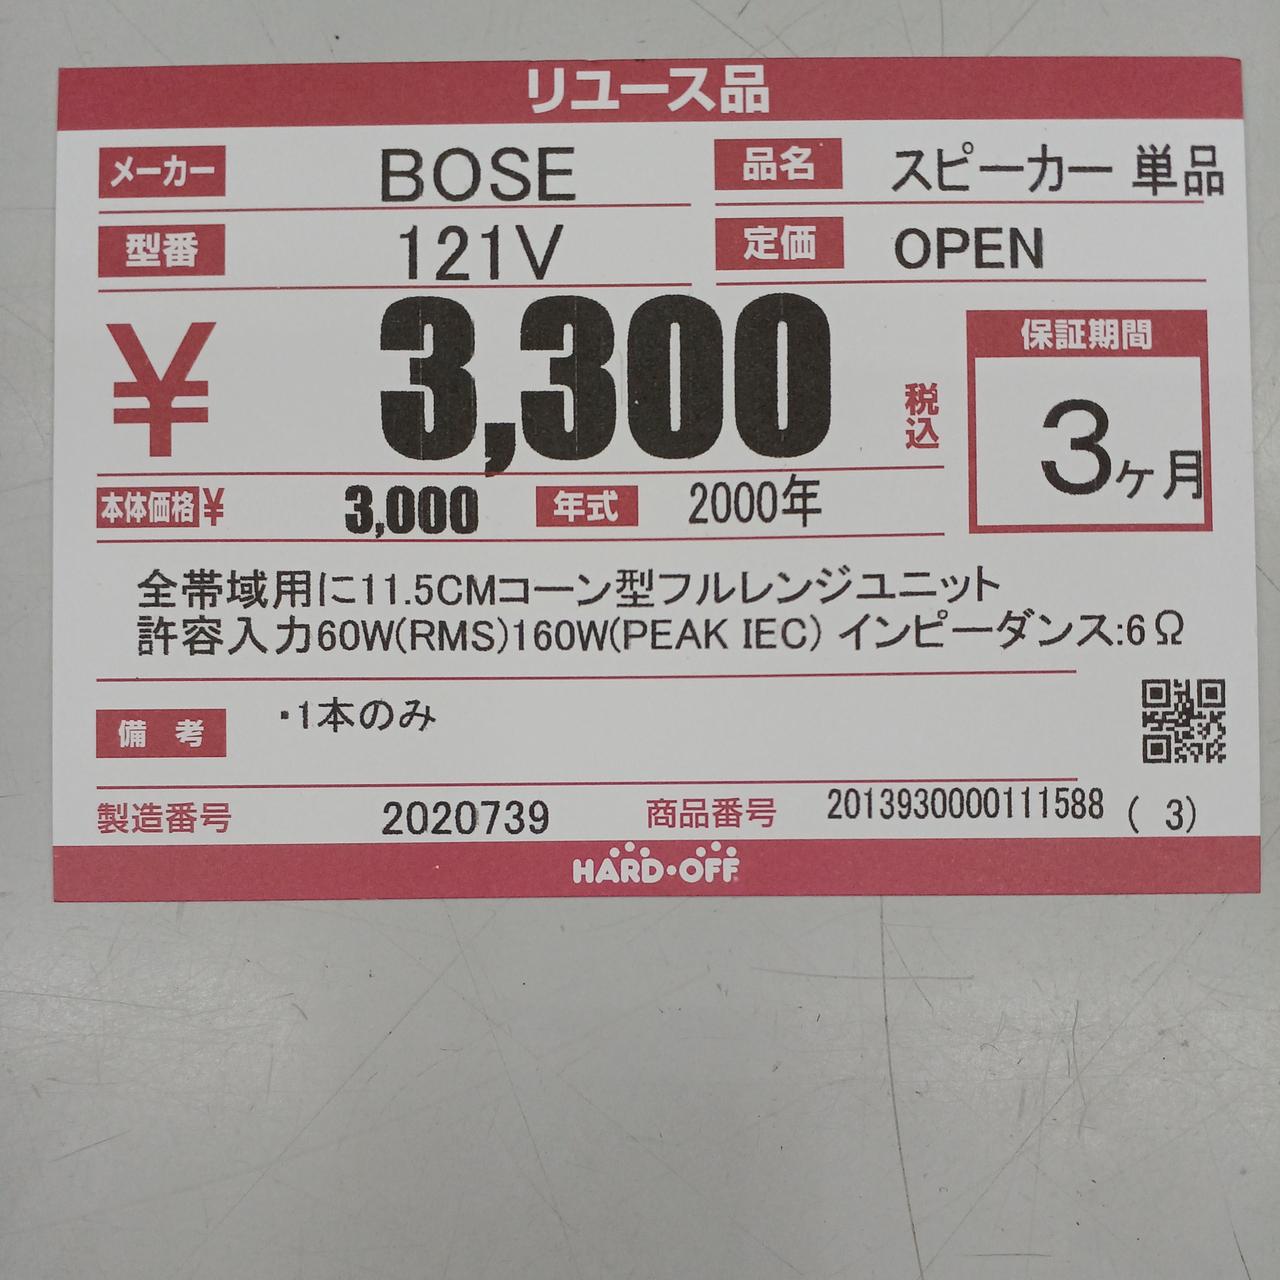 リユース品
メーカー BOSE 品名 スピーカー 単品
型番 121V 定価 OPEN
¥ 3,300 税込
保証期間
3ヶ月
本体価格¥ 3,000 年式 2000年
全帯域用に11.5CMコーン型フルレンジユニット
許容入力60W(RMS)160W(PEAK IEC) インピーダンス:6Ω
備考 ・1本のみ
製造番号 2020739 商品番号 2013930000111588 ( 3)
HARD・OFF